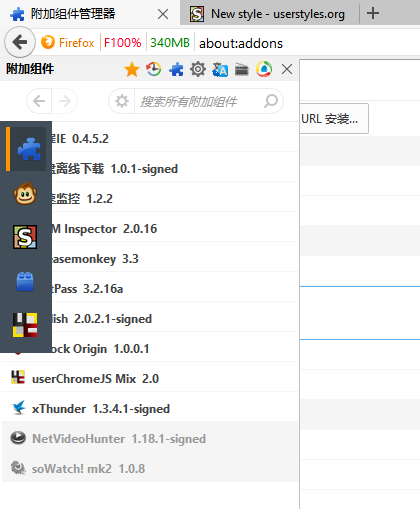 附加组件管理器
New style - userstyles.org
Firefox F100% 340MB about:addons
附加组件
搜索所有附加组件
URL 安装...
IE 0.4.5.2
离线下载 1.0.1-signed
监控 1.2.2
M Inspector 2.0.16
easemonkey 3.3
tPass 3.2.16a
lish 2.0.2.1-signed
ock Origin 1.0.0.1
userChromeJS Mix 2.0
xThunder 1.3.4.1-signed
NetVideoHunter 1.18.1-signed
soWatch! mk2 1.0.8